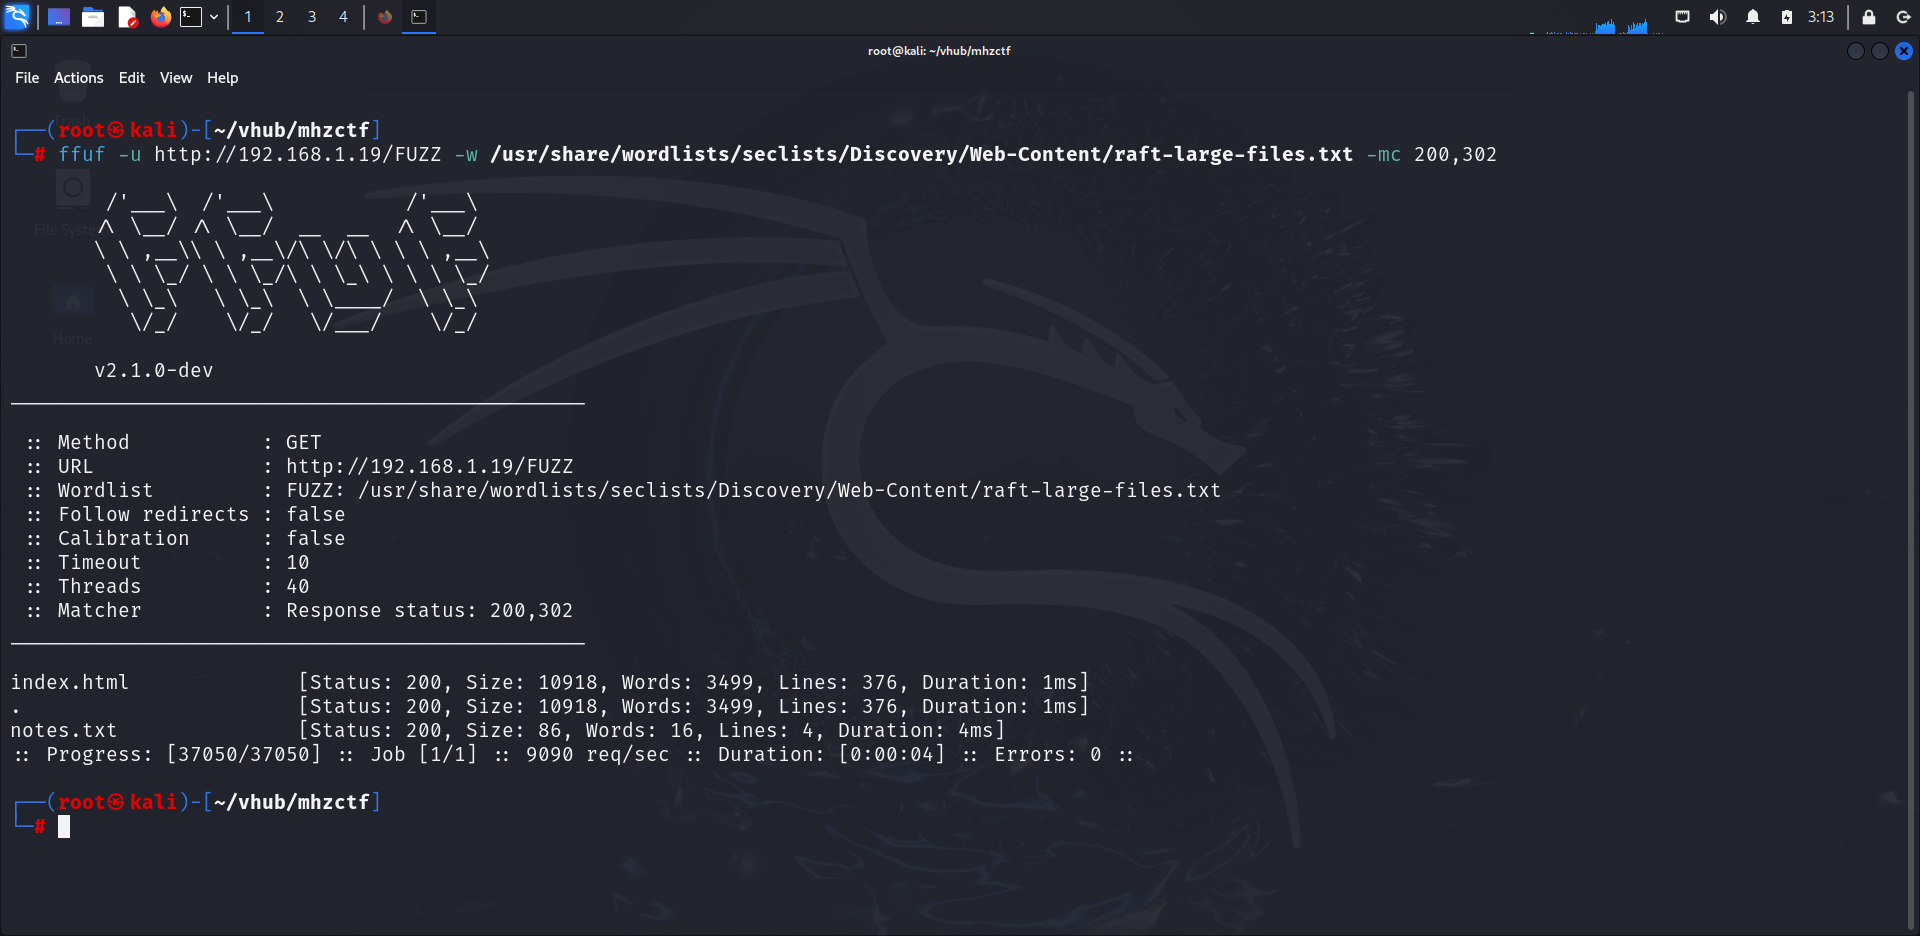 1 2 3 4 3:13
root@kali: ~/vhub/mhzctf
File Actions Edit View Help
Trash
┌──(root㉿kali)-[~/vhub/mhzctf]
└─# ffuf -u http://192.168.1.19/FUZZ -w /usr/share/wordlists/seclists/Discovery/Web-Content/raft-large-files.txt -mc 200,302
        /'___\  /'___\           /'___\
       /\ \__/ /\ \__/  __  __  /\ \__/
       \ \ ,__\\ \ ,__\/\ \/\ \ \ \ ,__\
        \ \ \_/ \ \ \_/\ \ \_\ \ \ \ \_/
         \ \_\   \ \_\  \ \____/  \ \_\
          \/_/    \/_/   \/___/    \/_/
File System
Home
v2.1.0-dev
________________________________________________
:: Method : GET
:: URL : http://192.168.1.19/FUZZ
:: Wordlist : FUZZ: /usr/share/wordlists/seclists/Discovery/Web-Content/raft-large-files.txt
:: Follow redirects : false
:: Calibration : false
:: Timeout : 10
:: Threads : 40
:: Matcher : Response status: 200,302
________________________________________________
index.html [Status: 200, Size: 10918, Words: 3499, Lines: 376, Duration: 1ms]
. [Status: 200, Size: 10918, Words: 3499, Lines: 376, Duration: 1ms]
notes.txt [Status: 200, Size: 86, Words: 16, Lines: 4, Duration: 4ms]
:: Progress: [37050/37050] :: Job [1/1] :: 9090 req/sec :: Duration: [0:00:04] :: Errors: 0 ::
┌──(root㉿kali)-[~/vhub/mhzctf]
└─#